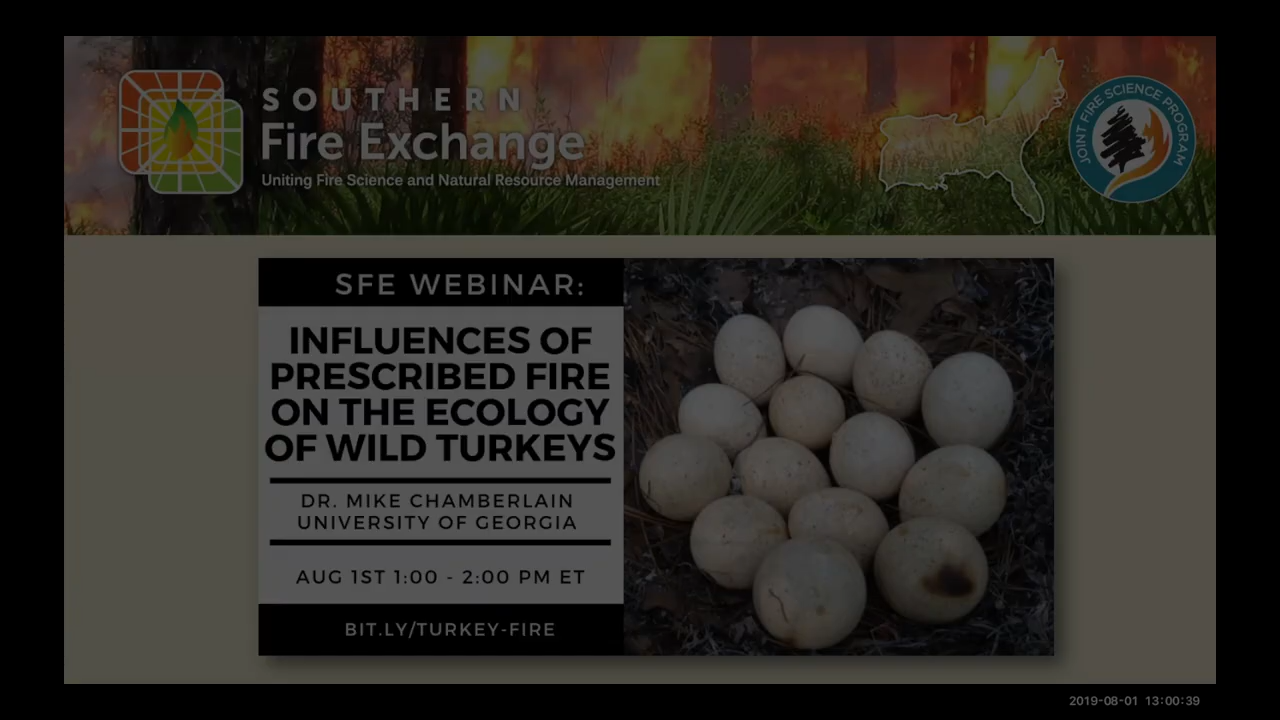 SOUTHERN
Fire Exchange
Uniting Fire Science and Natural Resource Management
JOINT FIRE SCIENCE PROGRAM
SFE WEBINAR:
INFLUENCES OF
PRESCRIBED FIRE
ON THE ECOLOGY
OF WILD TURKEYS
DR. MIKE CHAMBERLAIN
UNIVERSITY OF GEORGIA
AUG 1ST 1:00 - 2:00 PM ET
BIT.LY/TURKEY-FIRE
2019-08-01 13:00:39